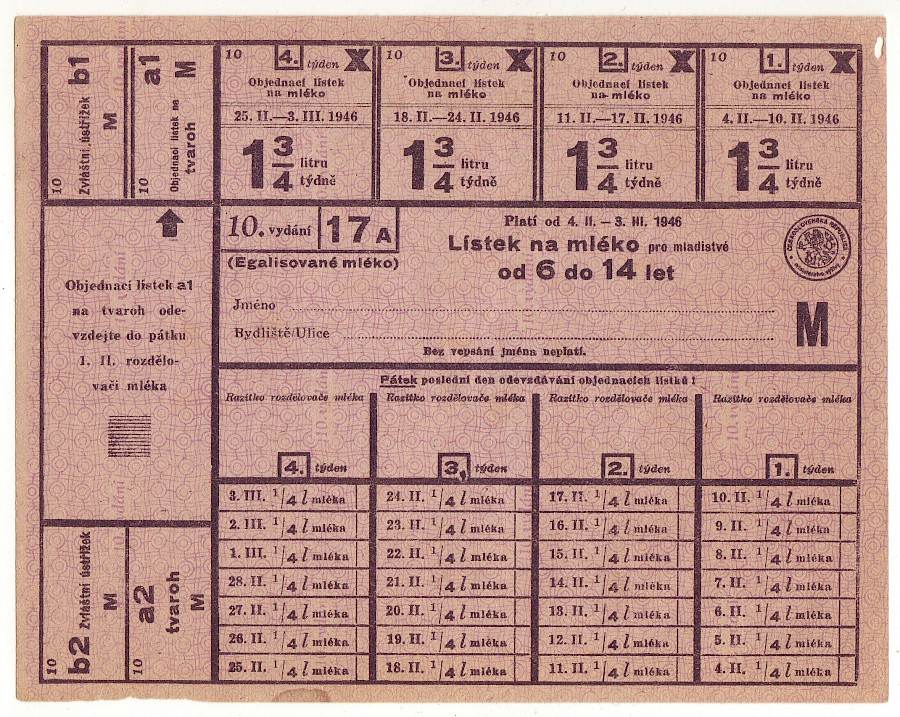 10
Zvláštní ústřižek
b1
M
10
Objednací lístek na
tvaroh
a1
M
10 4. týden X
Objednací lístek
na mléko
25. II.—3. III. 1946
1 3/4 litru
týdně
10 3. týden X
Objednací lístek
na mléko
18. II.—24. II. 1946
1 3/4 litru
týdně
10 2. týden X
Objednací lístek
na mléko
11. II.—17. II. 1946
1 3/4 litru
týdně
10 1. týden X
Objednací lístek
na mléko
4. II.—10. II. 1946
1 3/4 litru
týdně
Objednací lístek a1
na tvaroh ode-
vzdejte do pátku
1. II. rozdělo-
vači mléka
10. vydání 17A
(Egalisované mléko)
Platí od 4. II. – 3. III. 1946
Lístek na mléko pro mladistvé
od 6 do 14 let
ČESKOSLOVENSKÁ REPUBLIKA
Jméno
Bydliště/Ulice
M
Bez vepsání jména neplatí.
Pátek poslední den odevzdávání objednacích lístků !
Razítko rozdělovače mléka Razítko rozdělovače mléka Razítko rozdělovače mléka Razítko rozdělovače mléka
4. týden 3. týden 2. týden 1. týden
3. III. 1/4 l mléka 24. II. 1/4 l mléka 17. II. 1/4 l mléka 10. II. 1/4 l mléka
2. III. 1/4 l mléka 23. II. 1/4 l mléka 16. II. 1/4 l mléka 9. II. 1/4 l mléka
1. III. 1/4 l mléka 22. II. 1/4 l mléka 15. II. 1/4 l mléka 8. II. 1/4 l mléka
28. II. 1/4 l mléka 21. II. 1/4 l mléka 14. II. 1/4 l mléka 7. II. 1/4 l mléka
27. II. 1/4 l mléka 20. II. 1/4 l mléka 13. II. 1/4 l mléka 6. II. 1/4 l mléka
26. II. 1/4 l mléka 19. II. 1/4 l mléka 12. II. 1/4 l mléka 5. II. 1/4 l mléka
25. II. 1/4 l mléka 18. II. 1/4 l mléka 11. II. 1/4 l mléka 4. II. 1/4 l mléka
10
b2
Zvláštní ústřižek
M
10
a2
tvaroh
M